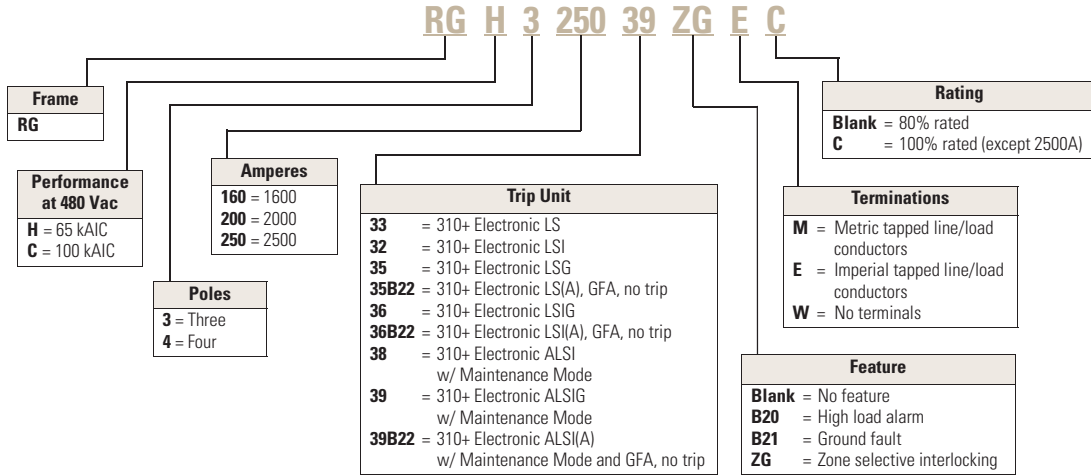 RG H 3 250 39 ZG E C
Frame
RG
Performance
at 480 Vac
H = 65 kAIC
C = 100 kAIC
Poles
3 = Three
4 = Four
Amperes
160 = 1600
200 = 2000
250 = 2500
Trip Unit
33 = 310+ Electronic LS
32 = 310+ Electronic LSI
35 = 310+ Electronic LSG
35B22 = 310+ Electronic LS(A), GFA, no trip
36 = 310+ Electronic LSIG
36B22 = 310+ Electronic LSI(A), GFA, no trip
38 = 310+ Electronic ALSI
w/ Maintenance Mode
39 = 310+ Electronic ALSIG
w/ Maintenance Mode
39B22 = 310+ Electronic ALSI(A)
w/ Maintenance Mode and GFA, no trip
Feature
Blank = No feature
B20 = High load alarm
B21 = Ground fault
ZG = Zone selective interlocking
Terminations
M = Metric tapped line/load
conductors
E = Imperial tapped line/load
conductors
W = No terminals
Rating
Blank = 80% rated
C = 100% rated (except 2500A)